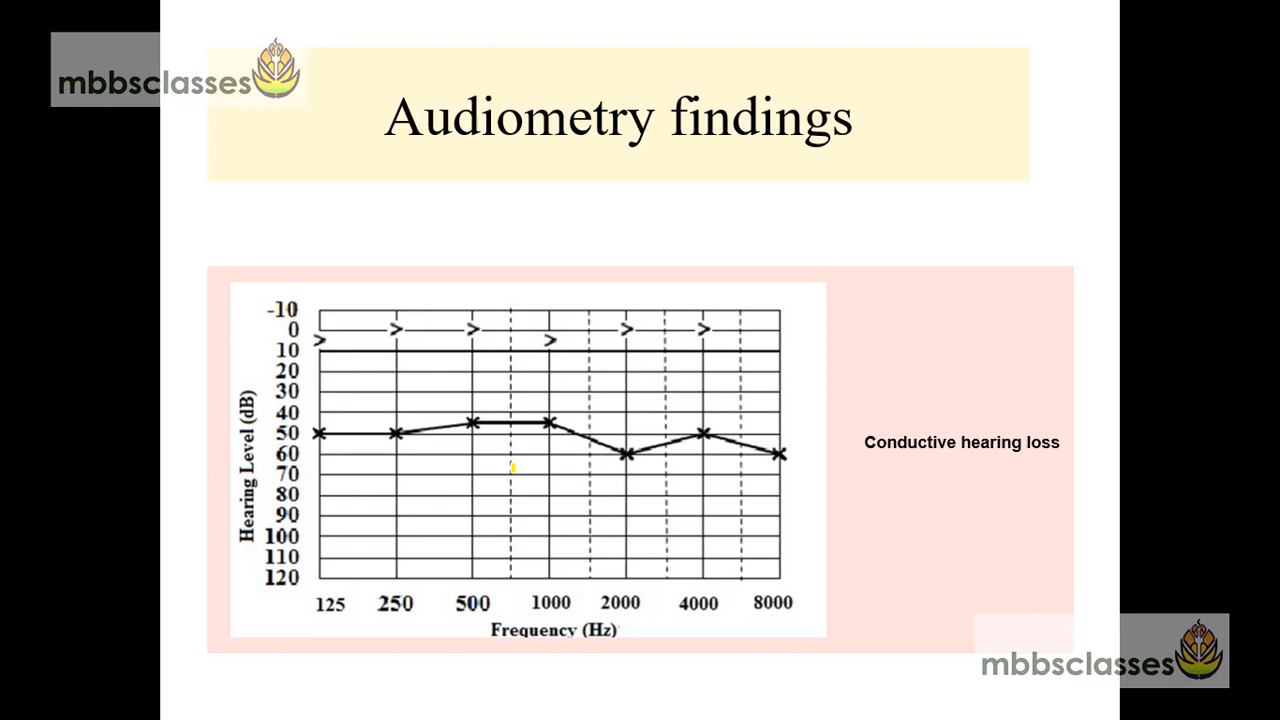 mbbsclasses
Audiometry findings
-10
0
10
20
30
40
50
60
70
80
90
100
110
120
Hearing Level (dB)
125 250 500 1000 2000 4000 8000
Frequency (Hz)
Conductive hearing loss
mbbsclasses